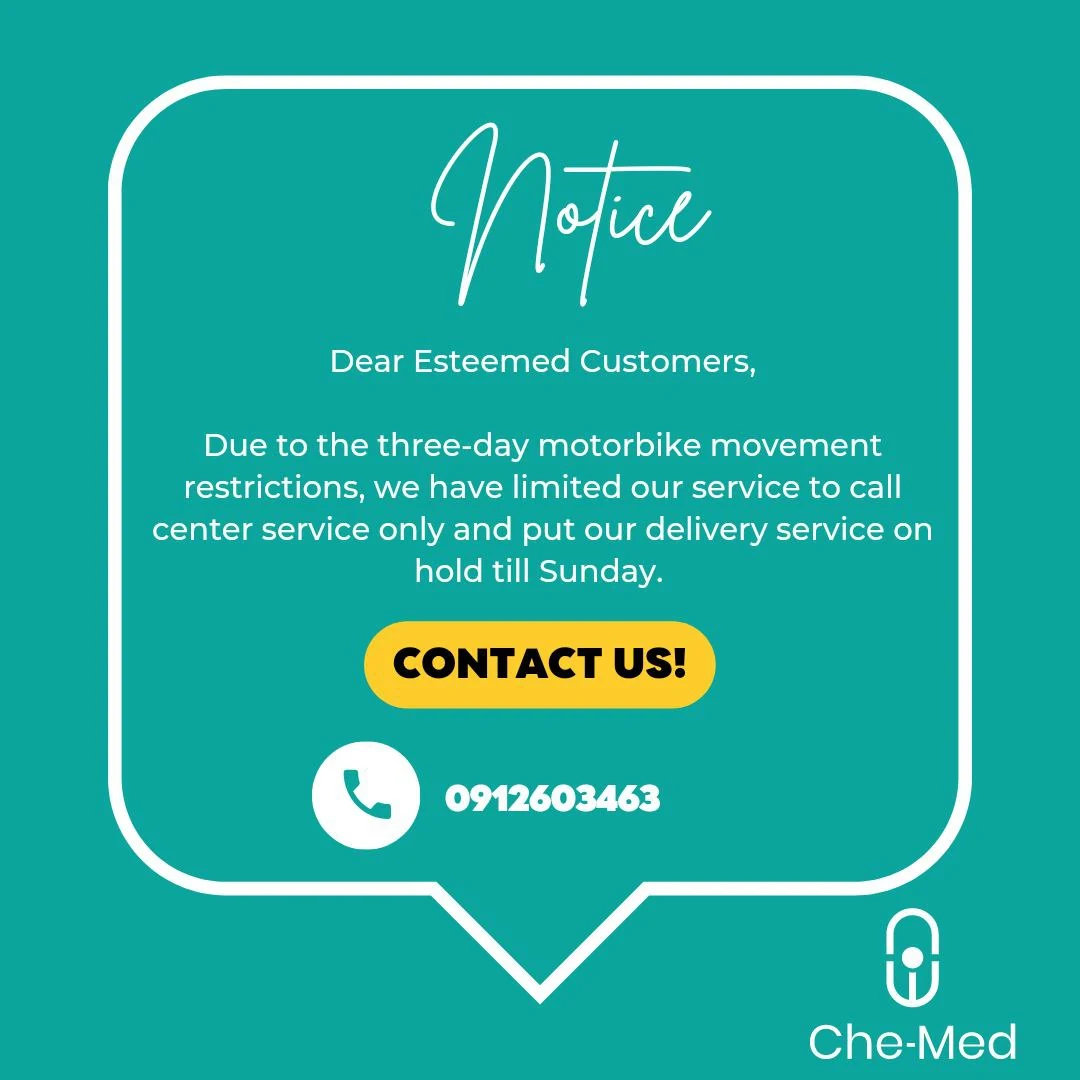 Notice
Dear Esteemed Customers,
Due to the three-day motorbike movement
restrictions, we have limited our service to call
center service only and put our delivery service on
hold till Sunday.
CONTACT US!
0912603463
Che-Med